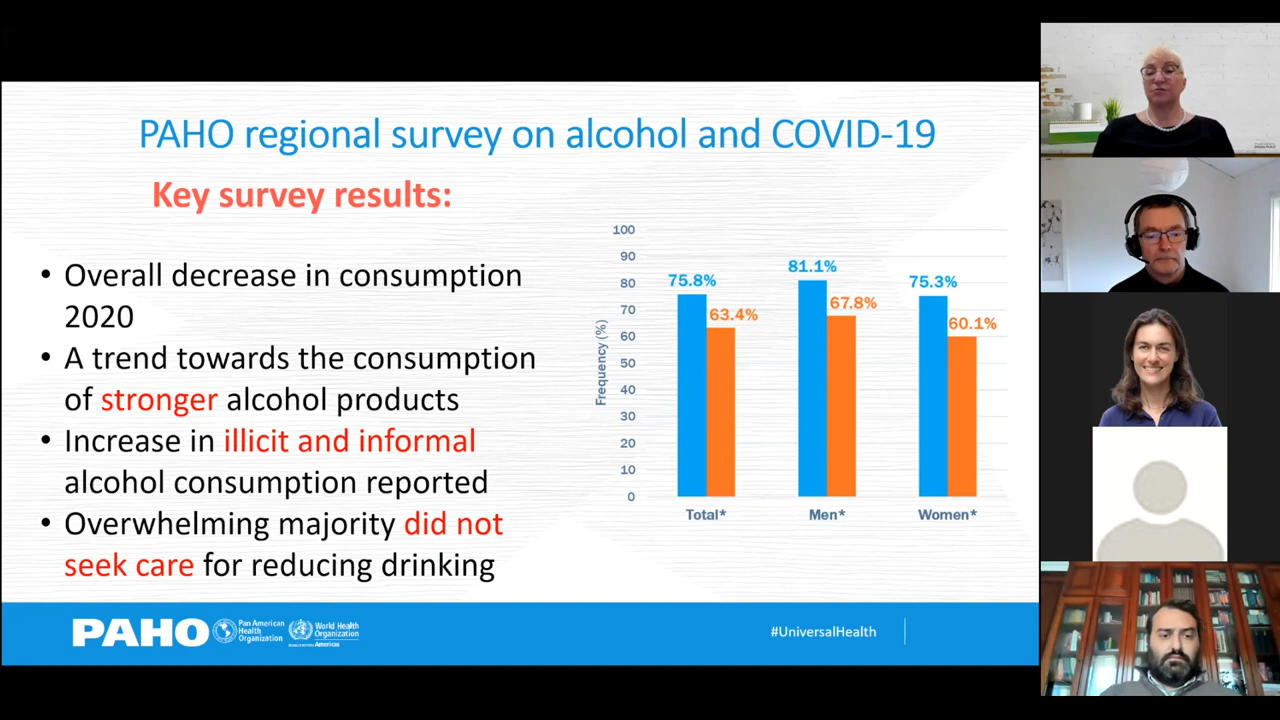 PAHO regional survey on alcohol and COVID-19
Key survey results:
• Overall decrease in consumption
2020
• A trend towards the consumption
of stronger alcohol products
• Increase in illicit and informal
alcohol consumption reported
• Overwhelming majority did not
seek care for reducing drinking
Frequency (%)
100
90
80
70
60
50
40
30
20
10
0
75.8%
63.4%
81.1%
67.8%
75.3%
60.1%
Total*
Men*
Women*
PAHO
Pan American
Health
Organization
World Health
Organization
Americas
#UniversalHealth